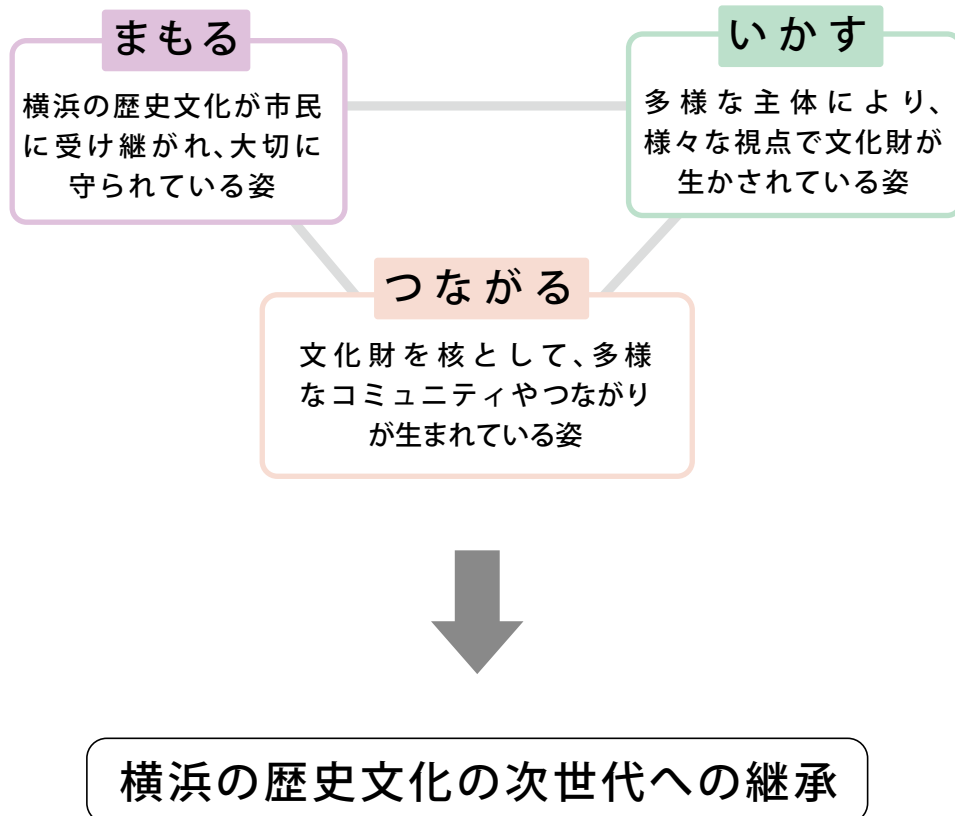 まもる
横浜の歴史文化が市民
に受け継がれ、大切に
守られている姿
いかす
多様な主体により、
様々な視点で文化財が
生かされている姿
つながる
文化財を核として、多様
なコミュニティやつながり
が生まれている姿
横浜の歴史文化の次世代への継承